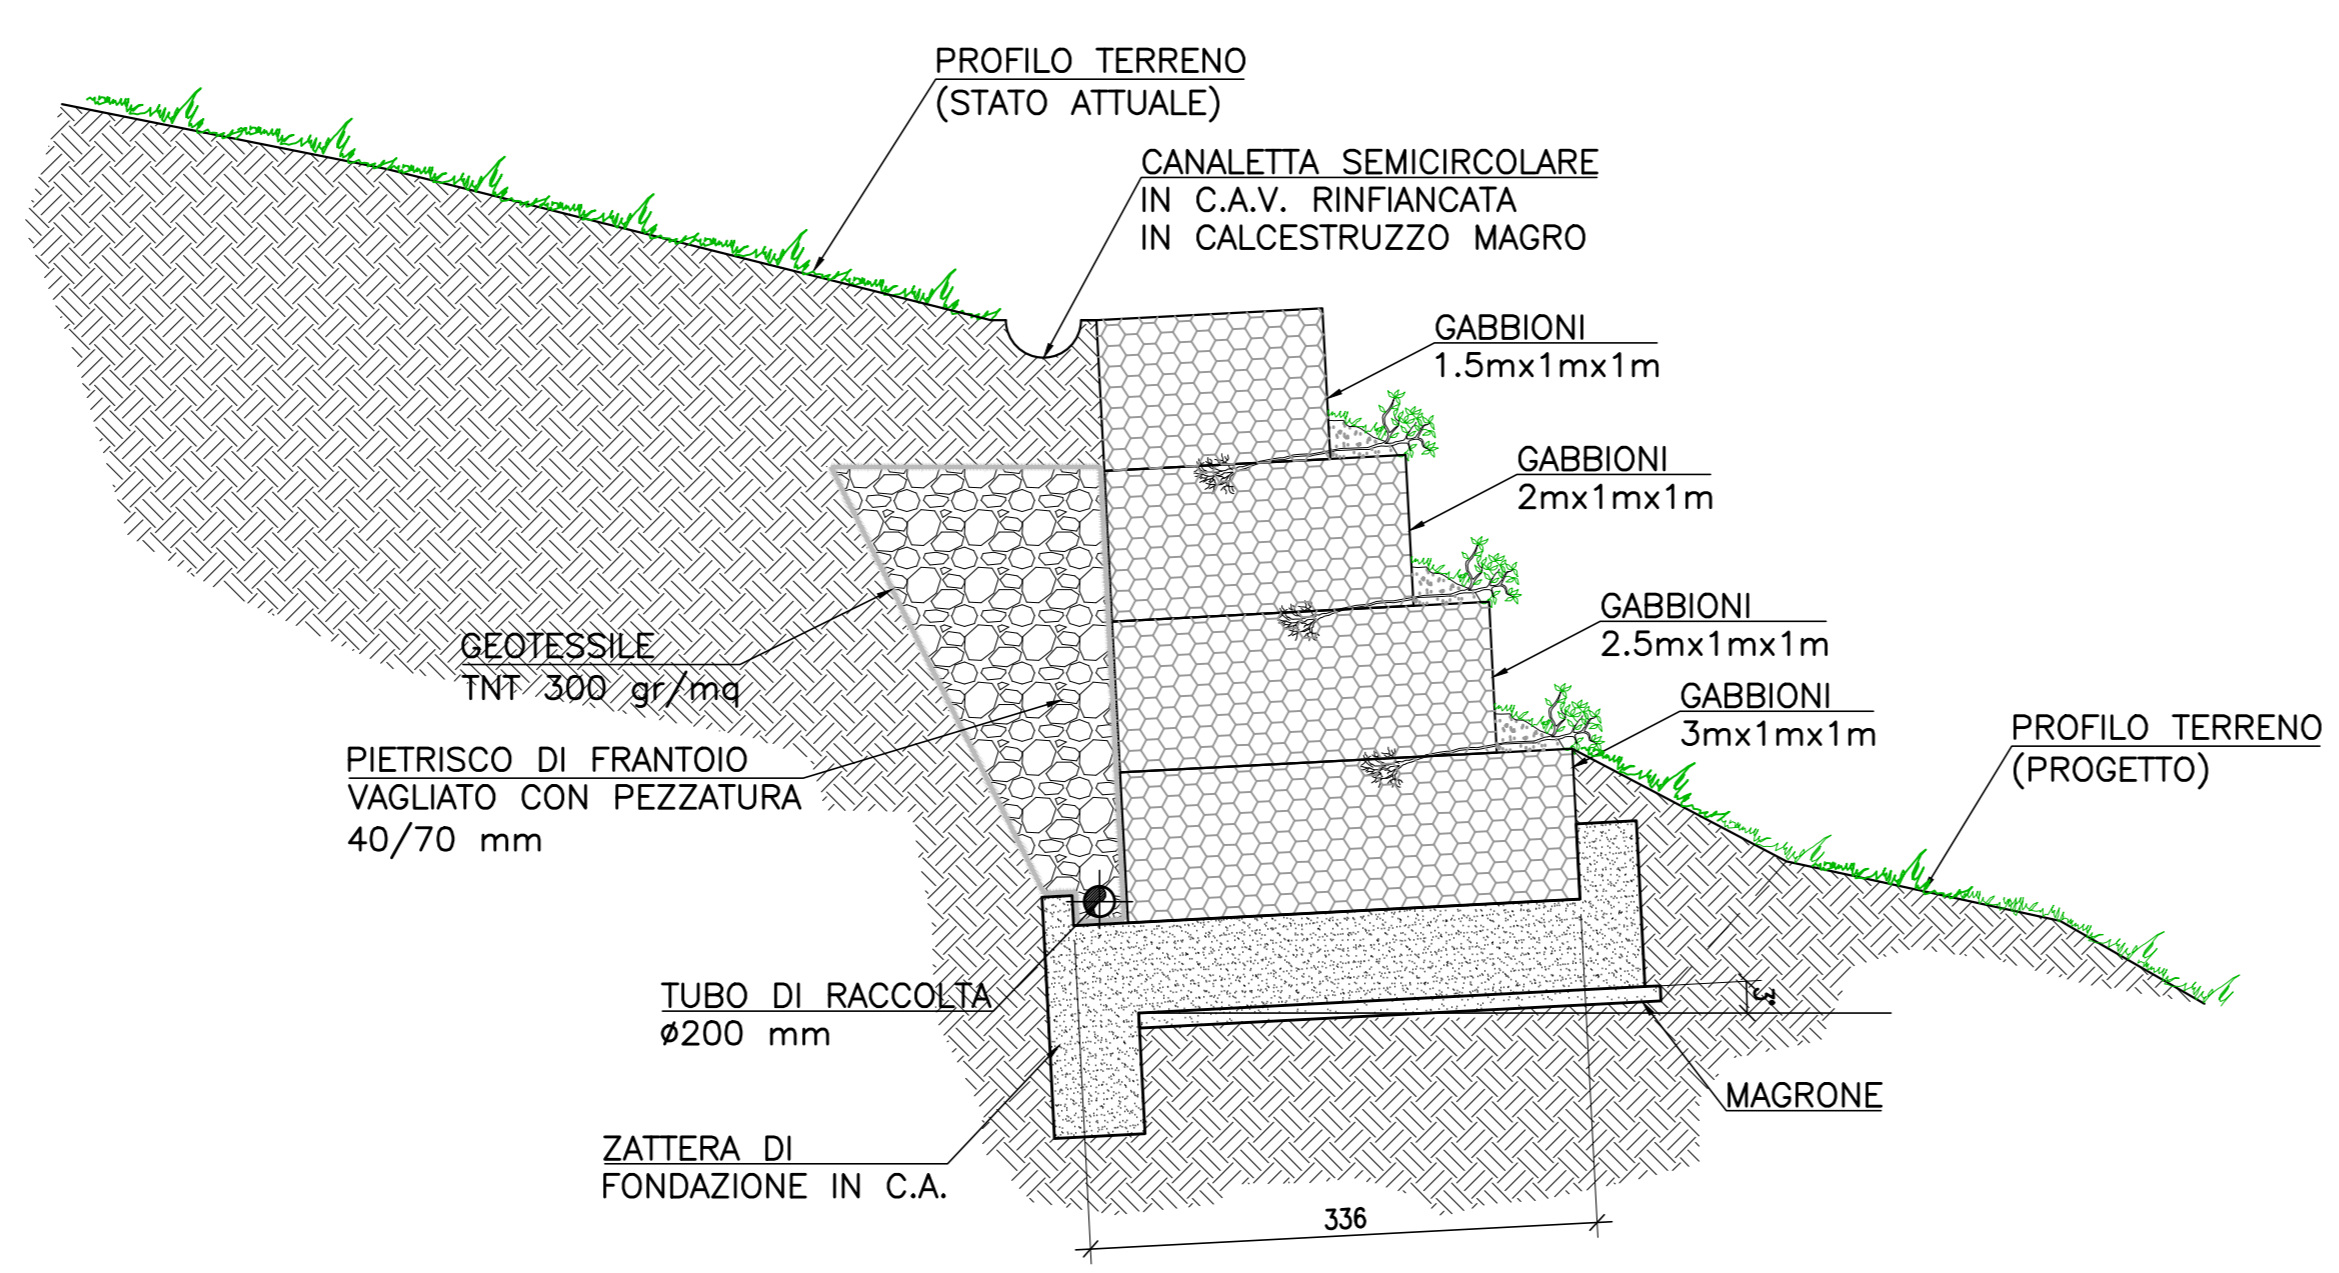 PROFILO TERRENO
(STATO ATTUALE)
CANALETTA SEMICIRCOLARE
IN C.A.V. RINFIANCATA
IN CALCESTRUZZO MAGRO
GABBIONI
1.5mx1mx1m
GABBIONI
2mx1mx1m
GABBIONI
2.5mx1mx1m
GABBIONI
3mx1mx1m
PROFILO TERRENO
(PROGETTO)
GEOTESSILE
TNT 300 gr/mq
PIETRISCO DI FRANTOIO
VAGLIATO CON PEZZATURA
40/70 mm
TUBO DI RACCOLTA
ø200 mm
3°
MAGRONE
ZATTERA DI
FONDAZIONE IN C.A.
336